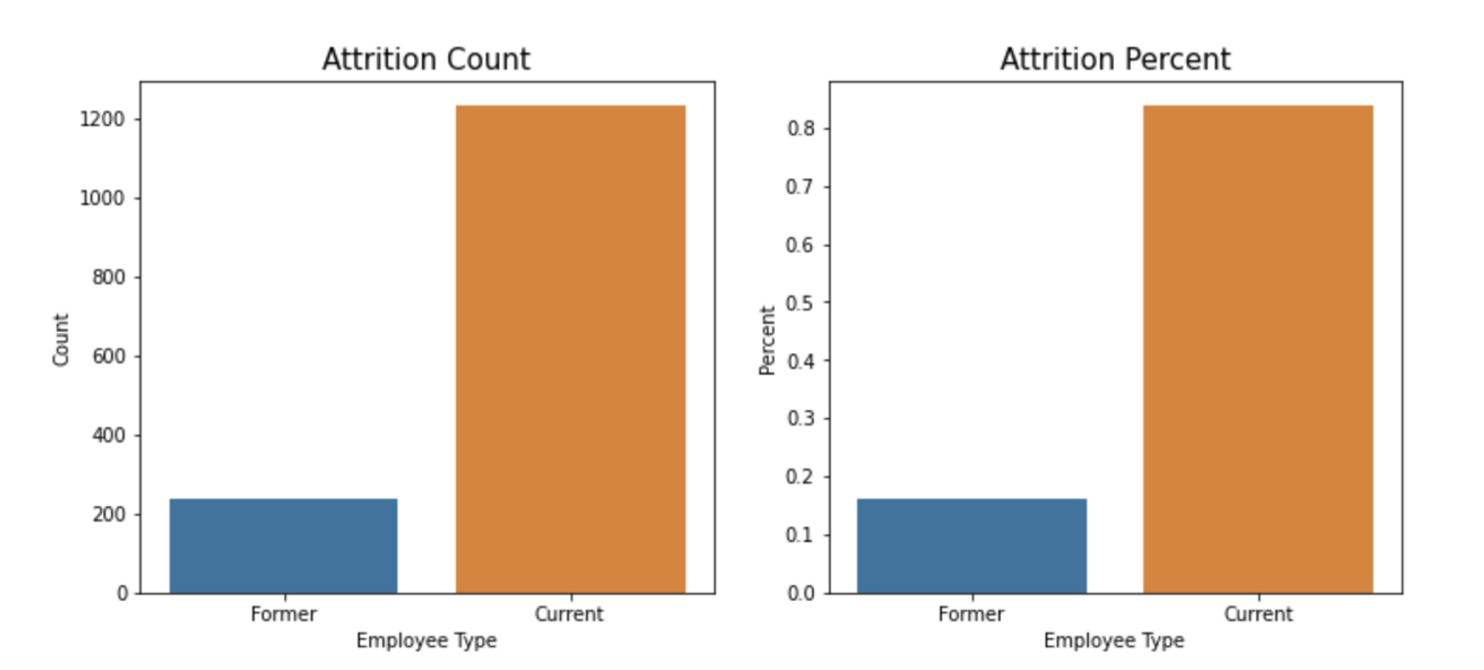 Attrition Count
1200
1000
800
600
400
200
0
Count
Former
Current
Employee Type
Attrition Percent
0.8
0.7
0.6
0.5
0.4
0.3
0.2
0.1
0.0
Percent
Former
Current
Employee Type